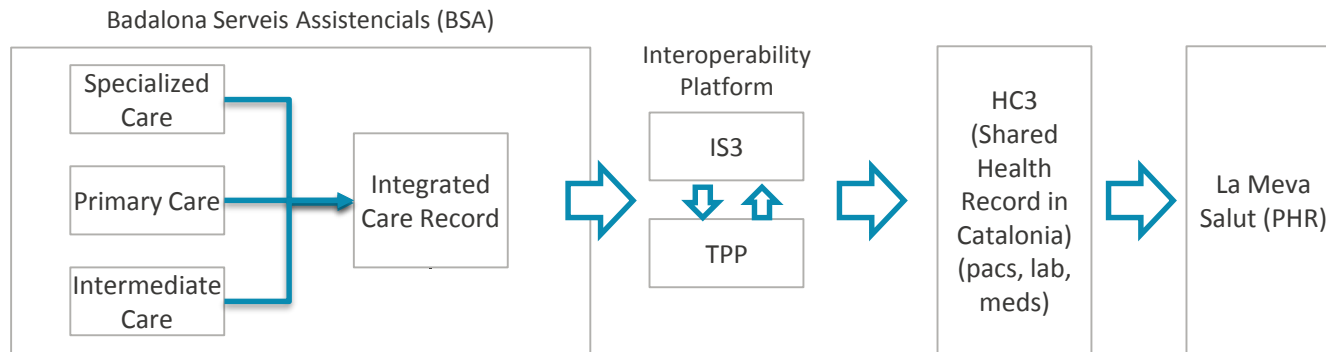 Badalona Serveis Assistencials (BSA)
Specialized
Care
Primary Care
Intermediate
Care
Integrated
Care Record
Interoperability
Platform
IS3
TPP
HC3
(Shared
Health
Record in
Catalonia)
(pacs, lab,
meds)
La Meva
Salut (PHR)